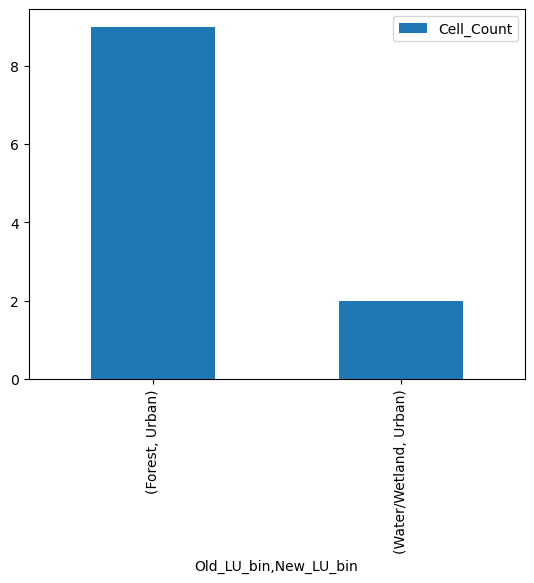 Cell_Count
8
6
4
2
0
(Forest, Urban)
(Water/Wetland, Urban)
Old_LU_bin,New_LU_bin